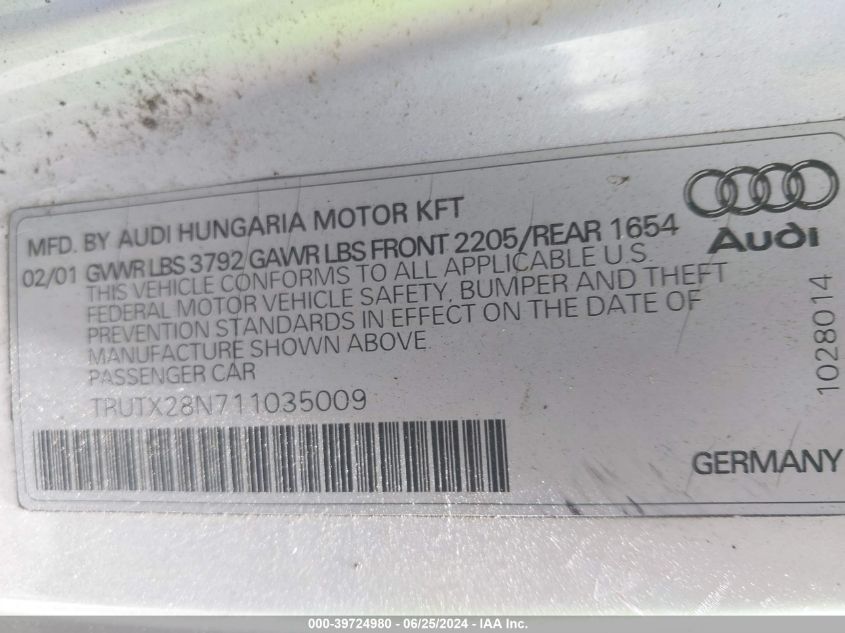 MFD. BY AUDI HUNGARIA MOTOR KFT
02/01 GVWR LBS 3792 GAWR LBS FRONT 2205/REAR 1654
THIS VEHICLE CONFORMS TO ALL APPLICABLE U.S.
FEDERAL MOTOR VEHICLE SAFETY, BUMPER AND THEFT
PREVENTION STANDARDS IN EFFECT ON THE DATE OF
MANUFACTURE SHOWN ABOVE.
PASSENGER CAR
TRUTX28N711035009
Audi
1028014
GERMANY
000-39724980 - 06/25/2024 - IAA Inc.